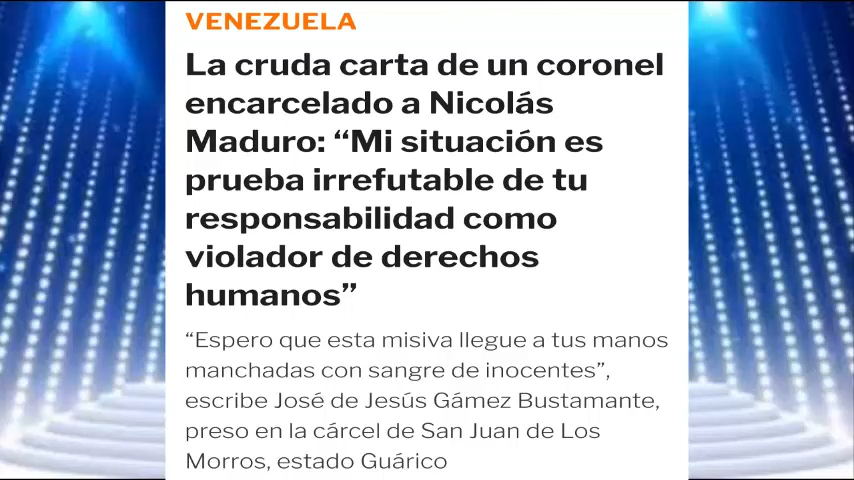 VENEZUELA
La cruda carta de un coronel
encarcelado a Nicolás
Maduro: “Mi situación es
prueba irrefutable de tu
responsabilidad como
violador de derechos
humanos”
“Espero que esta misiva llegue a tus manos
manchadas con sangre de inocentes”,
escribe José de Jesús Gámez Bustamante,
preso en la cárcel de San Juan de Los
Morros, estado Guárico